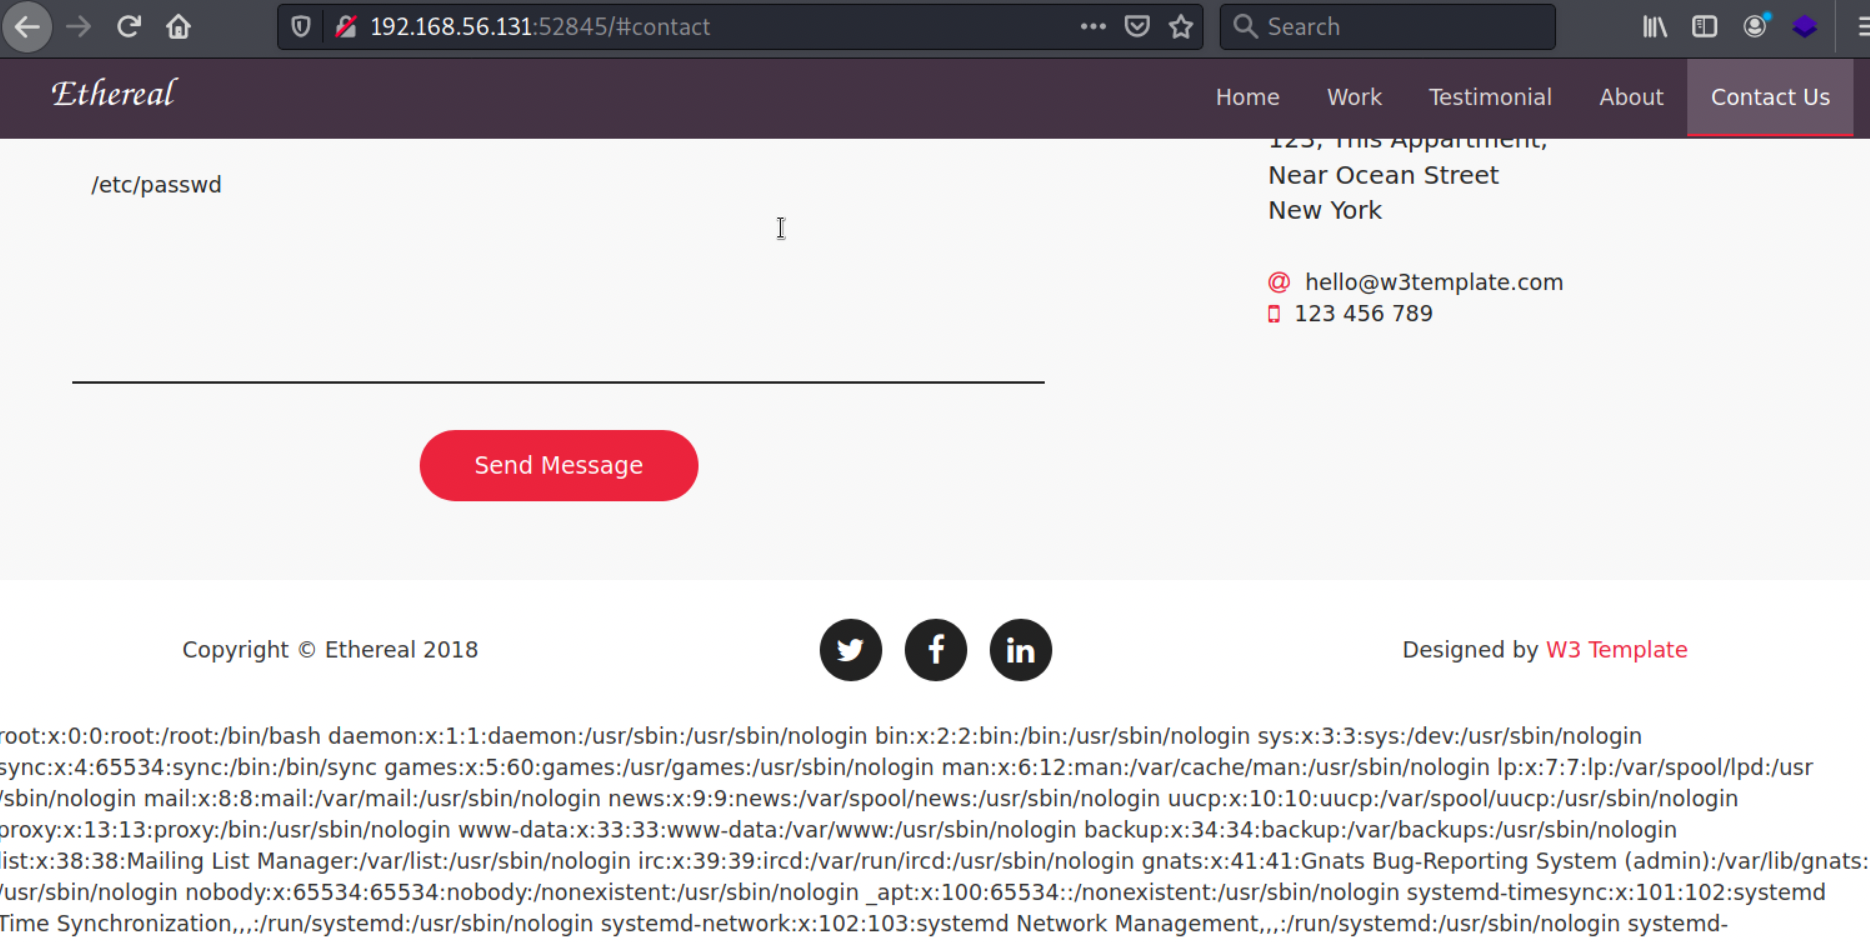 192.168.56.131:52845/#contact
Search
Ethereal
Home Work Testimonial About Contact Us
123, This Appartment,
/etc/passwd
Near Ocean Street
New York
@ hello@w3template.com
123 456 789
Send Message
Copyright © Ethereal 2018
Designed by W3 Template
root:x:0:0:root:/root:/bin/bash daemon:x:1:1:daemon:/usr/sbin:/usr/sbin/nologin bin:x:2:2:bin:/bin:/usr/sbin/nologin sys:x:3:3:sys:/dev:/usr/sbin/nologin
sync:x:4:65534:sync:/bin:/bin/sync games:x:5:60:games:/usr/games:/usr/sbin/nologin man:x:6:12:man:/var/cache/man:/usr/sbin/nologin lp:x:7:7:lp:/var/spool/lpd:/usr
/sbin/nologin mail:x:8:8:mail:/var/mail:/usr/sbin/nologin news:x:9:9:news:/var/spool/news:/usr/sbin/nologin uucp:x:10:10:uucp:/var/spool/uucp:/usr/sbin/nologin
proxy:x:13:13:proxy:/bin:/usr/sbin/nologin www-data:x:33:33:www-data:/var/www:/usr/sbin/nologin backup:x:34:34:backup:/var/backups:/usr/sbin/nologin
list:x:38:38:Mailing List Manager:/var/list:/usr/sbin/nologin irc:x:39:39:ircd:/var/run/ircd:/usr/sbin/nologin gnats:x:41:41:Gnats Bug-Reporting System (admin):/var/lib/gnats:
/usr/sbin/nologin nobody:x:65534:65534:nobody:/nonexistent:/usr/sbin/nologin _apt:x:100:65534::/nonexistent:/usr/sbin/nologin systemd-timesync:x:101:102:systemd
Time Synchronization,,,:/run/systemd:/usr/sbin/nologin systemd-network:x:102:103:systemd Network Management,,,:/run/systemd:/usr/sbin/nologin systemd-